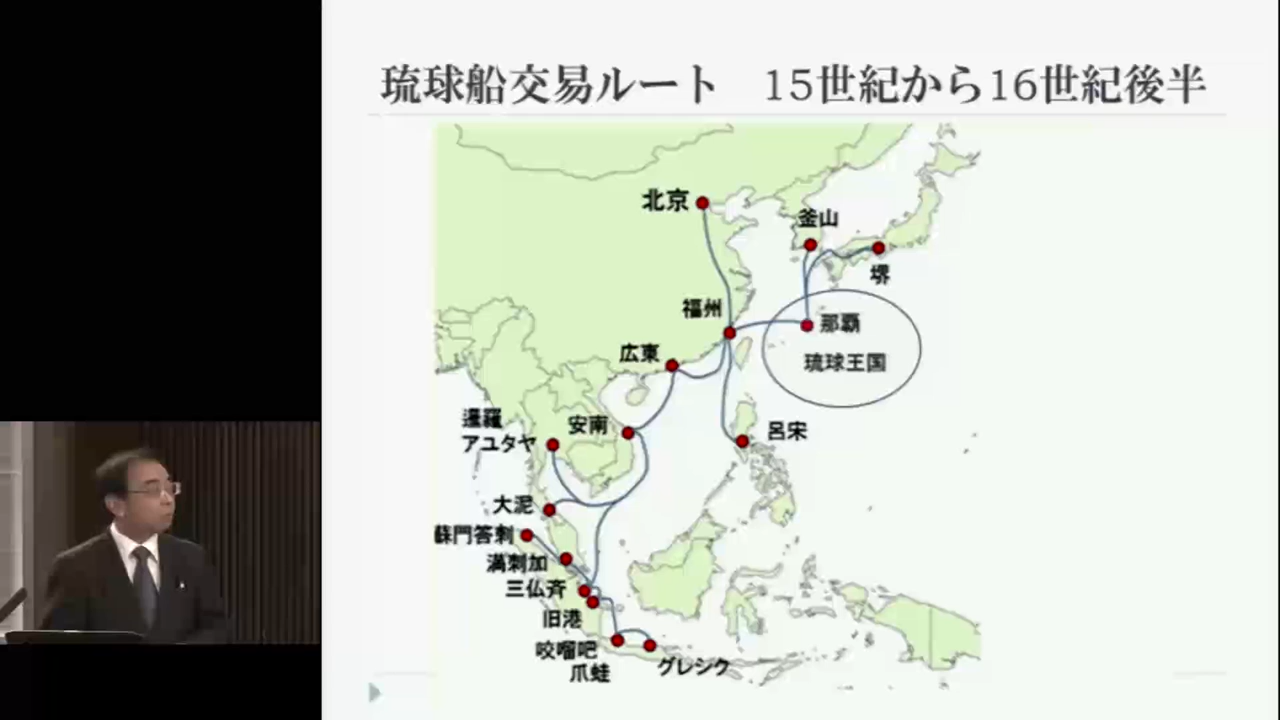 琉球船交易ルート　15世紀から16世紀後半
北京
釜山
堺
福州
那覇
琉球王国
広東
暹羅
アユタヤ
安南
呂宋
大泥
蘇門答剌
満刺加
三仏斉
旧港
咬𠺕吧
爪蛙
グレシク